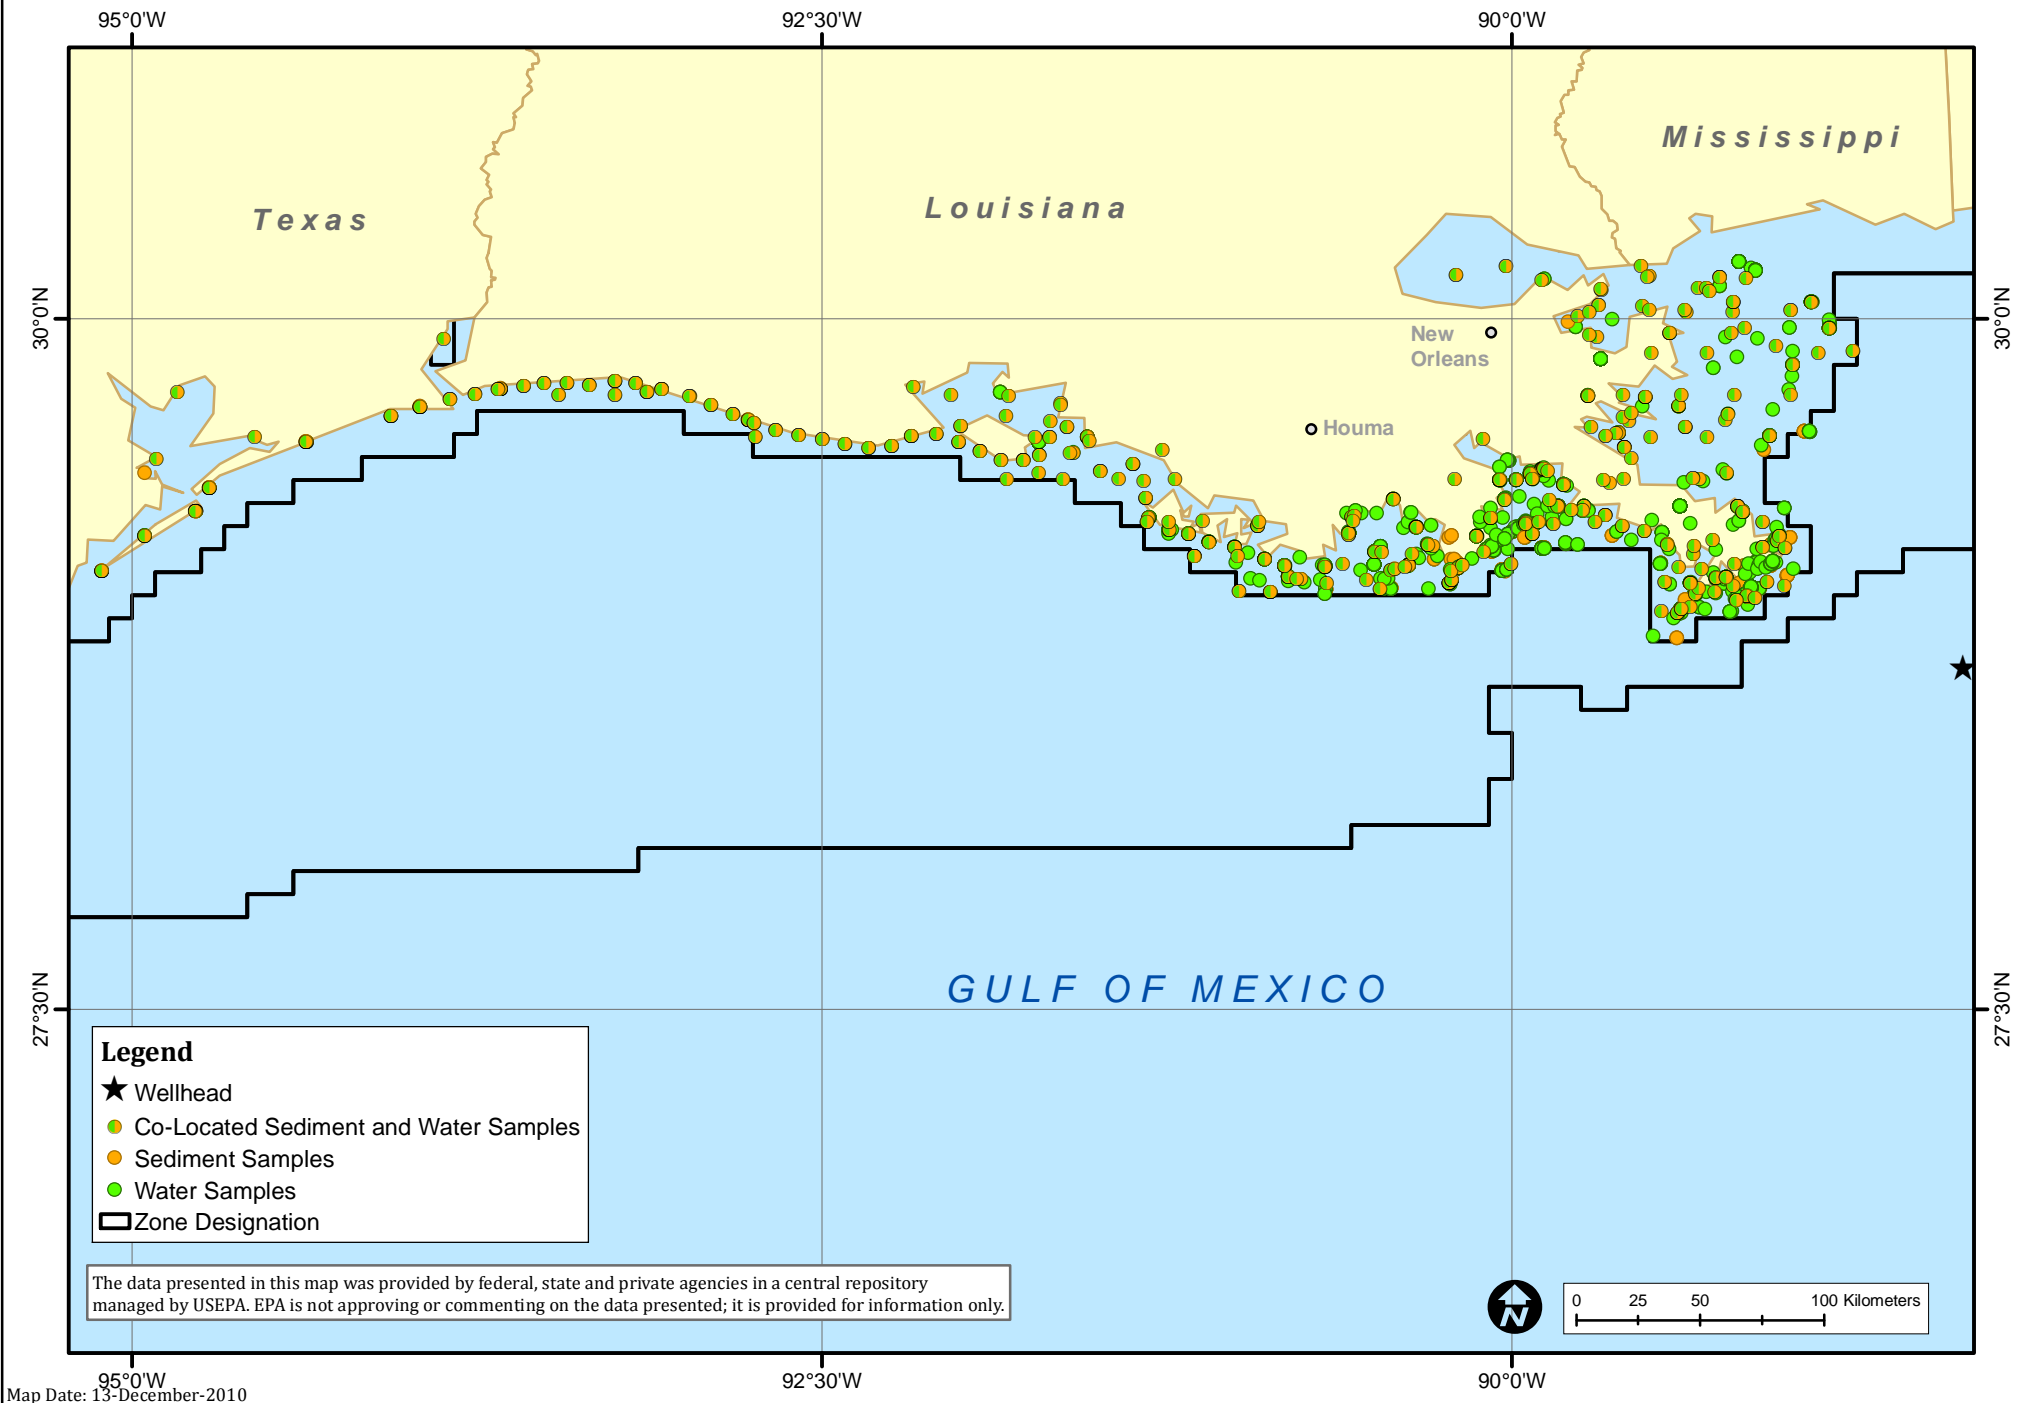 95°0'W
92°30'W
90°0'W
Mississippi
Louisiana
Texas
30°0'N
30°0'N
New
Orleans
Houma
GULF OF MEXICO
27°30'N
27°30'N
Legend
Wellhead
Co-Located Sediment and Water Samples
Sediment Samples
Water Samples
Zone Designation
The data presented in this map was provided by federal, state and private agencies in a central repository
managed by USEPA. EPA is not approving or commenting on the data presented; it is provided for information only.
N
0 25 50 100 Kilometers
95°0'W
92°30'W
90°0'W
Map Date: 13-December-2010